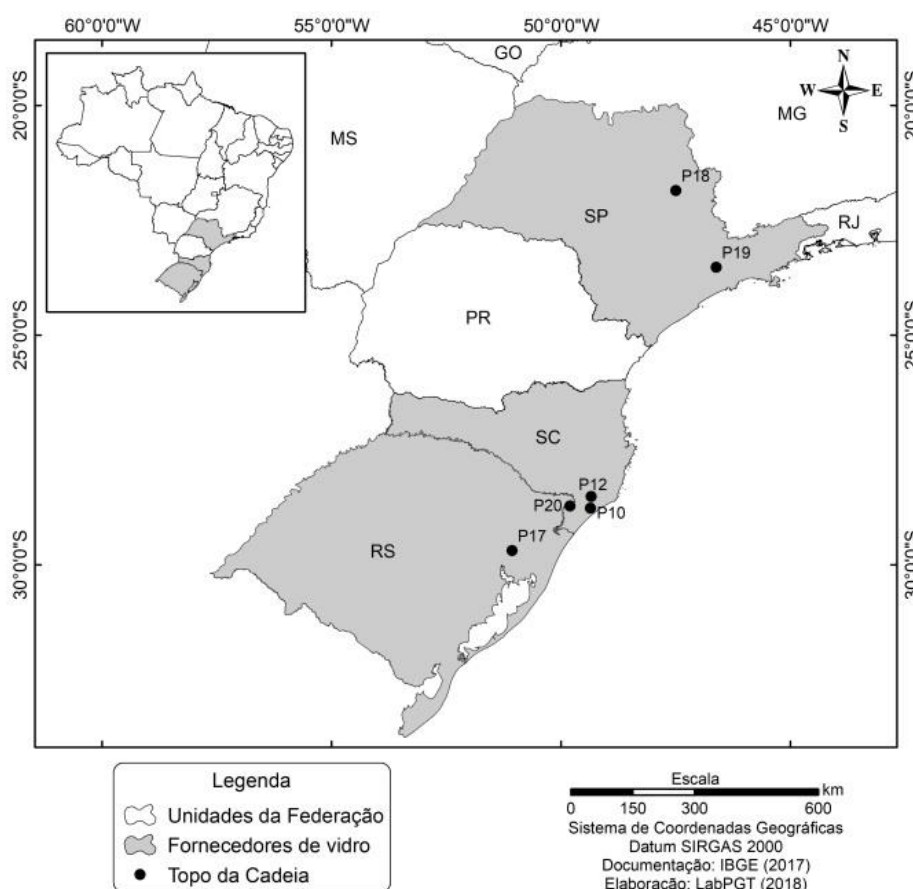 60°0'0"W 55°0'0"W 50°0'0"W 45°0'0"W
GO
N
W E
S
20°0'0"S 20°0'0"S
MG
MS
P18
SP
RJ
P19
PR
25°0'0"S 25°0'0"S
SC
P12
P20
P10
P17
RS
30°0'0"S 30°0'0"S
Legenda
Unidades da Federação
Fornecedores de vidro
Topo da Cadeia
Escala
km
0 150 300 600
Sistema de Coordenadas Geográficas
Datum SIRGAS 2000
Documentação: IBGE (2017)
Elaboração: LabPGT (2018)